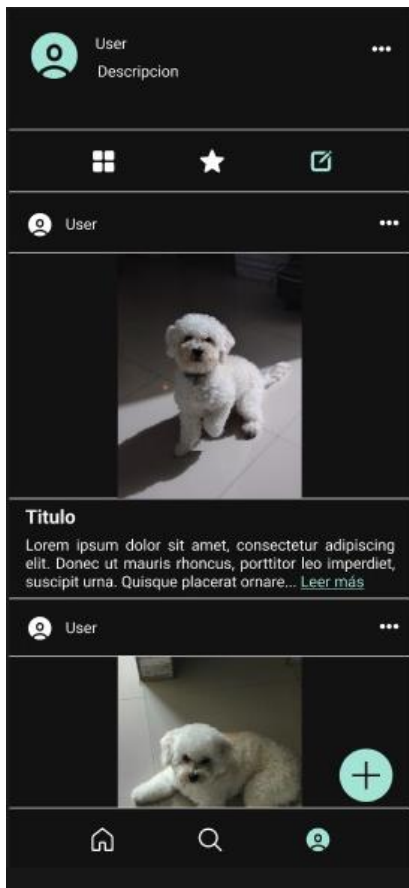 User
Descripcion
User
Titulo
Lorem ipsum dolor sit amet, consectetur adipiscing
elit. Donec ut mauris rhoncus, porttitor leo imperdiet,
suscipit urna. Quisque placerat ornare... Leer más
User